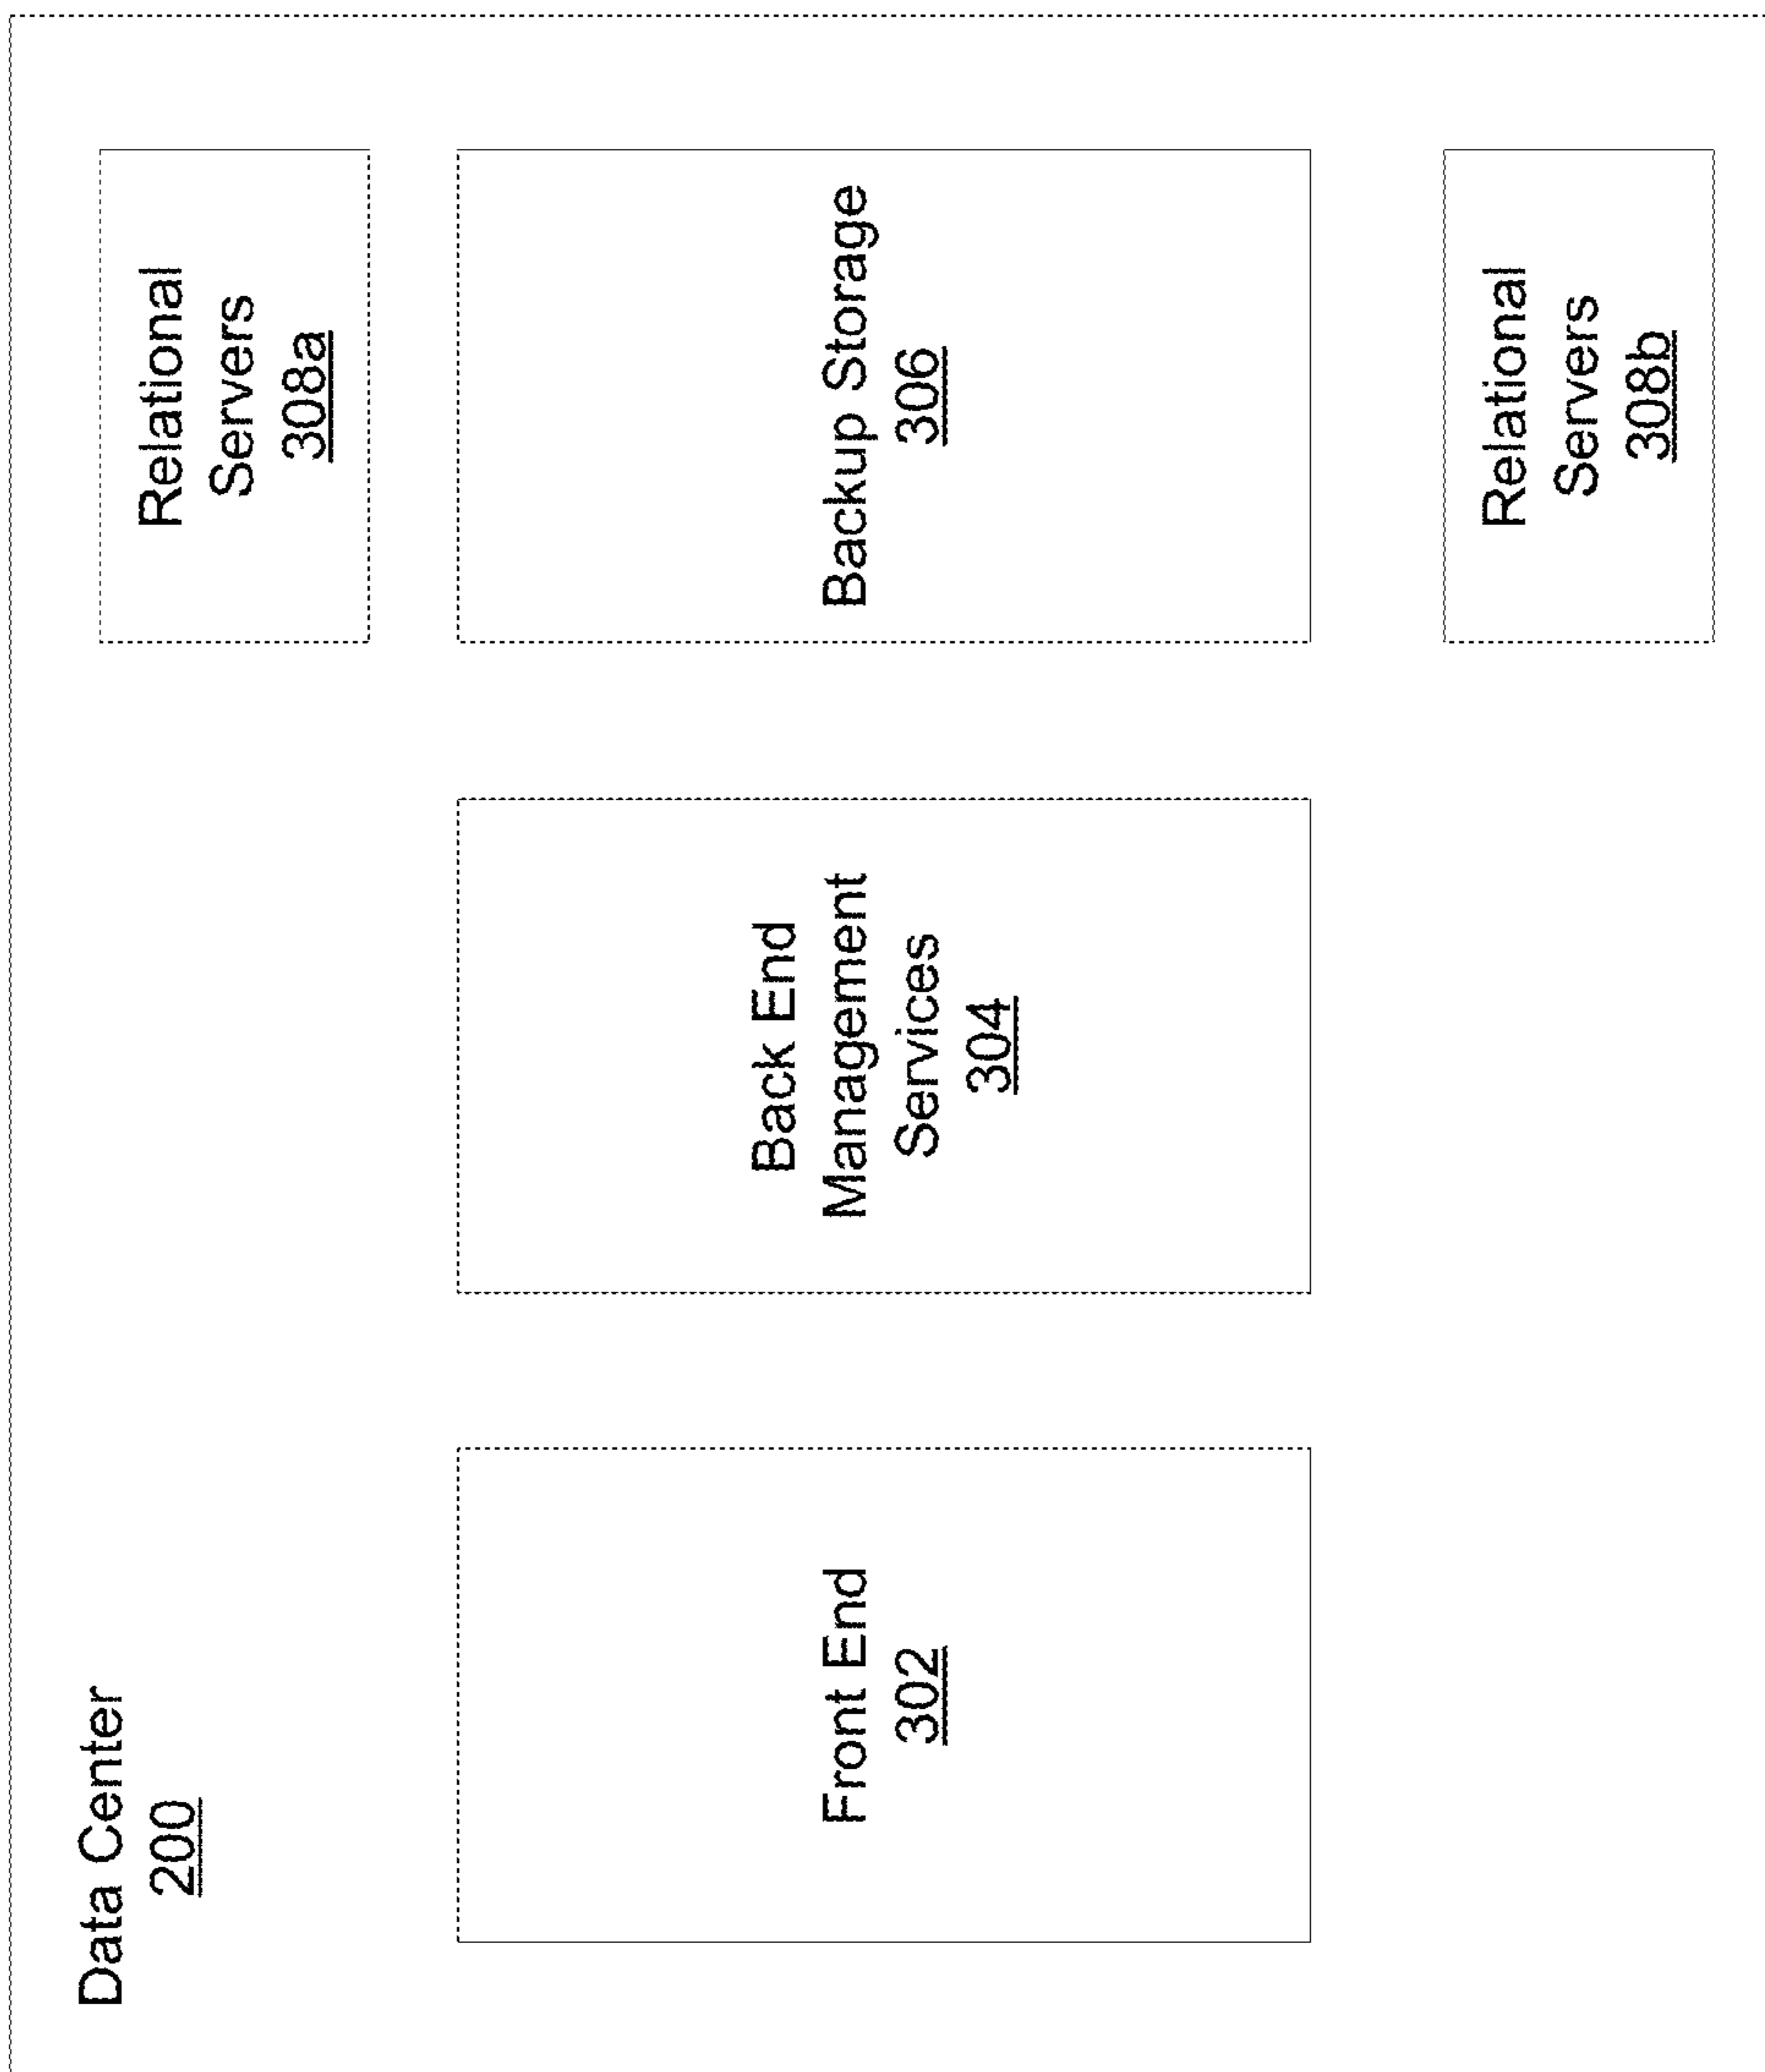 Data Center
200
Front End
302
Back End
Management
Services
304
Relational
Servers
308a
Backup Storage
306
Relational
Servers
308b